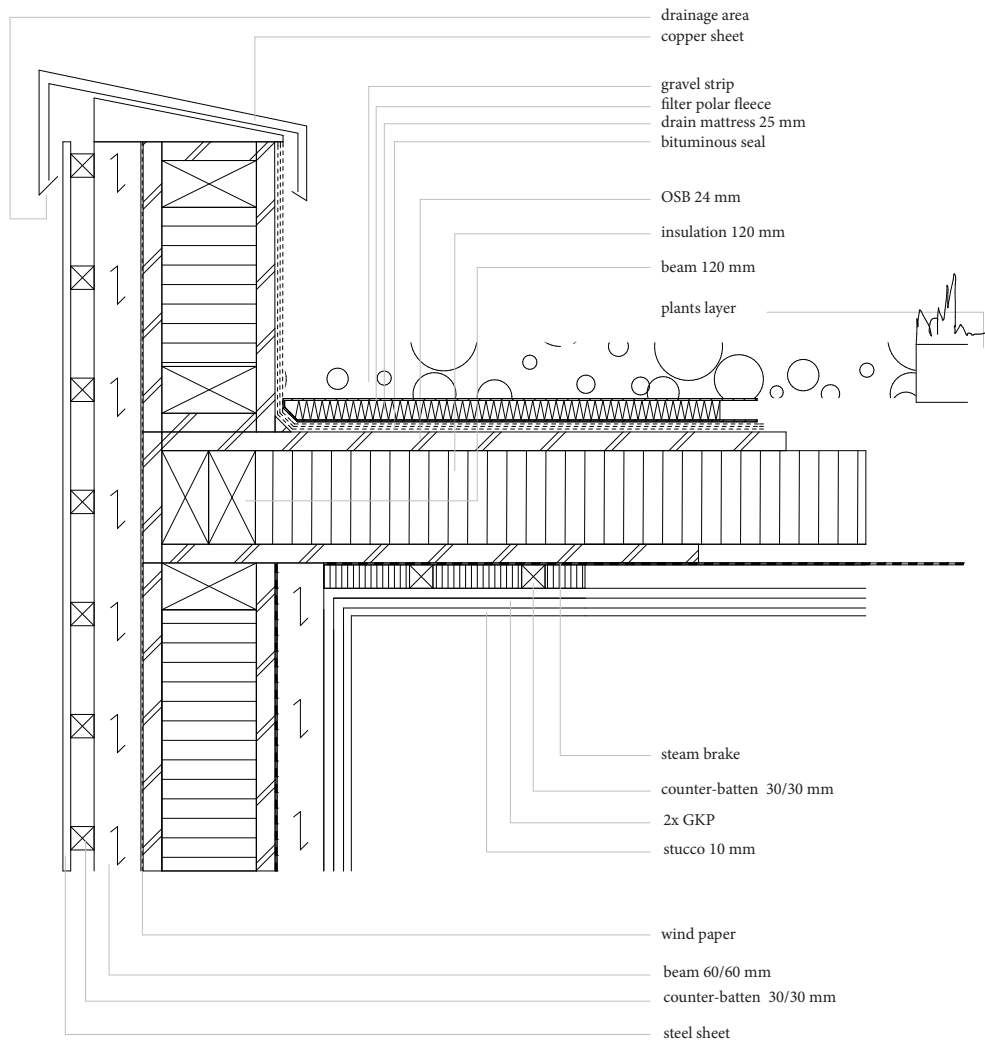 drainage area
copper sheet
gravel strip
filter polar fleece
drain mattress 25 mm
bituminous seal
OSB 24 mm
insulation 120 mm
beam 120 mm
plants layer
steam brake
counter-batten 30/30 mm
2x GKP
stucco 10 mm
wind paper
beam 60/60 mm
counter-batten 30/30 mm
steel sheet